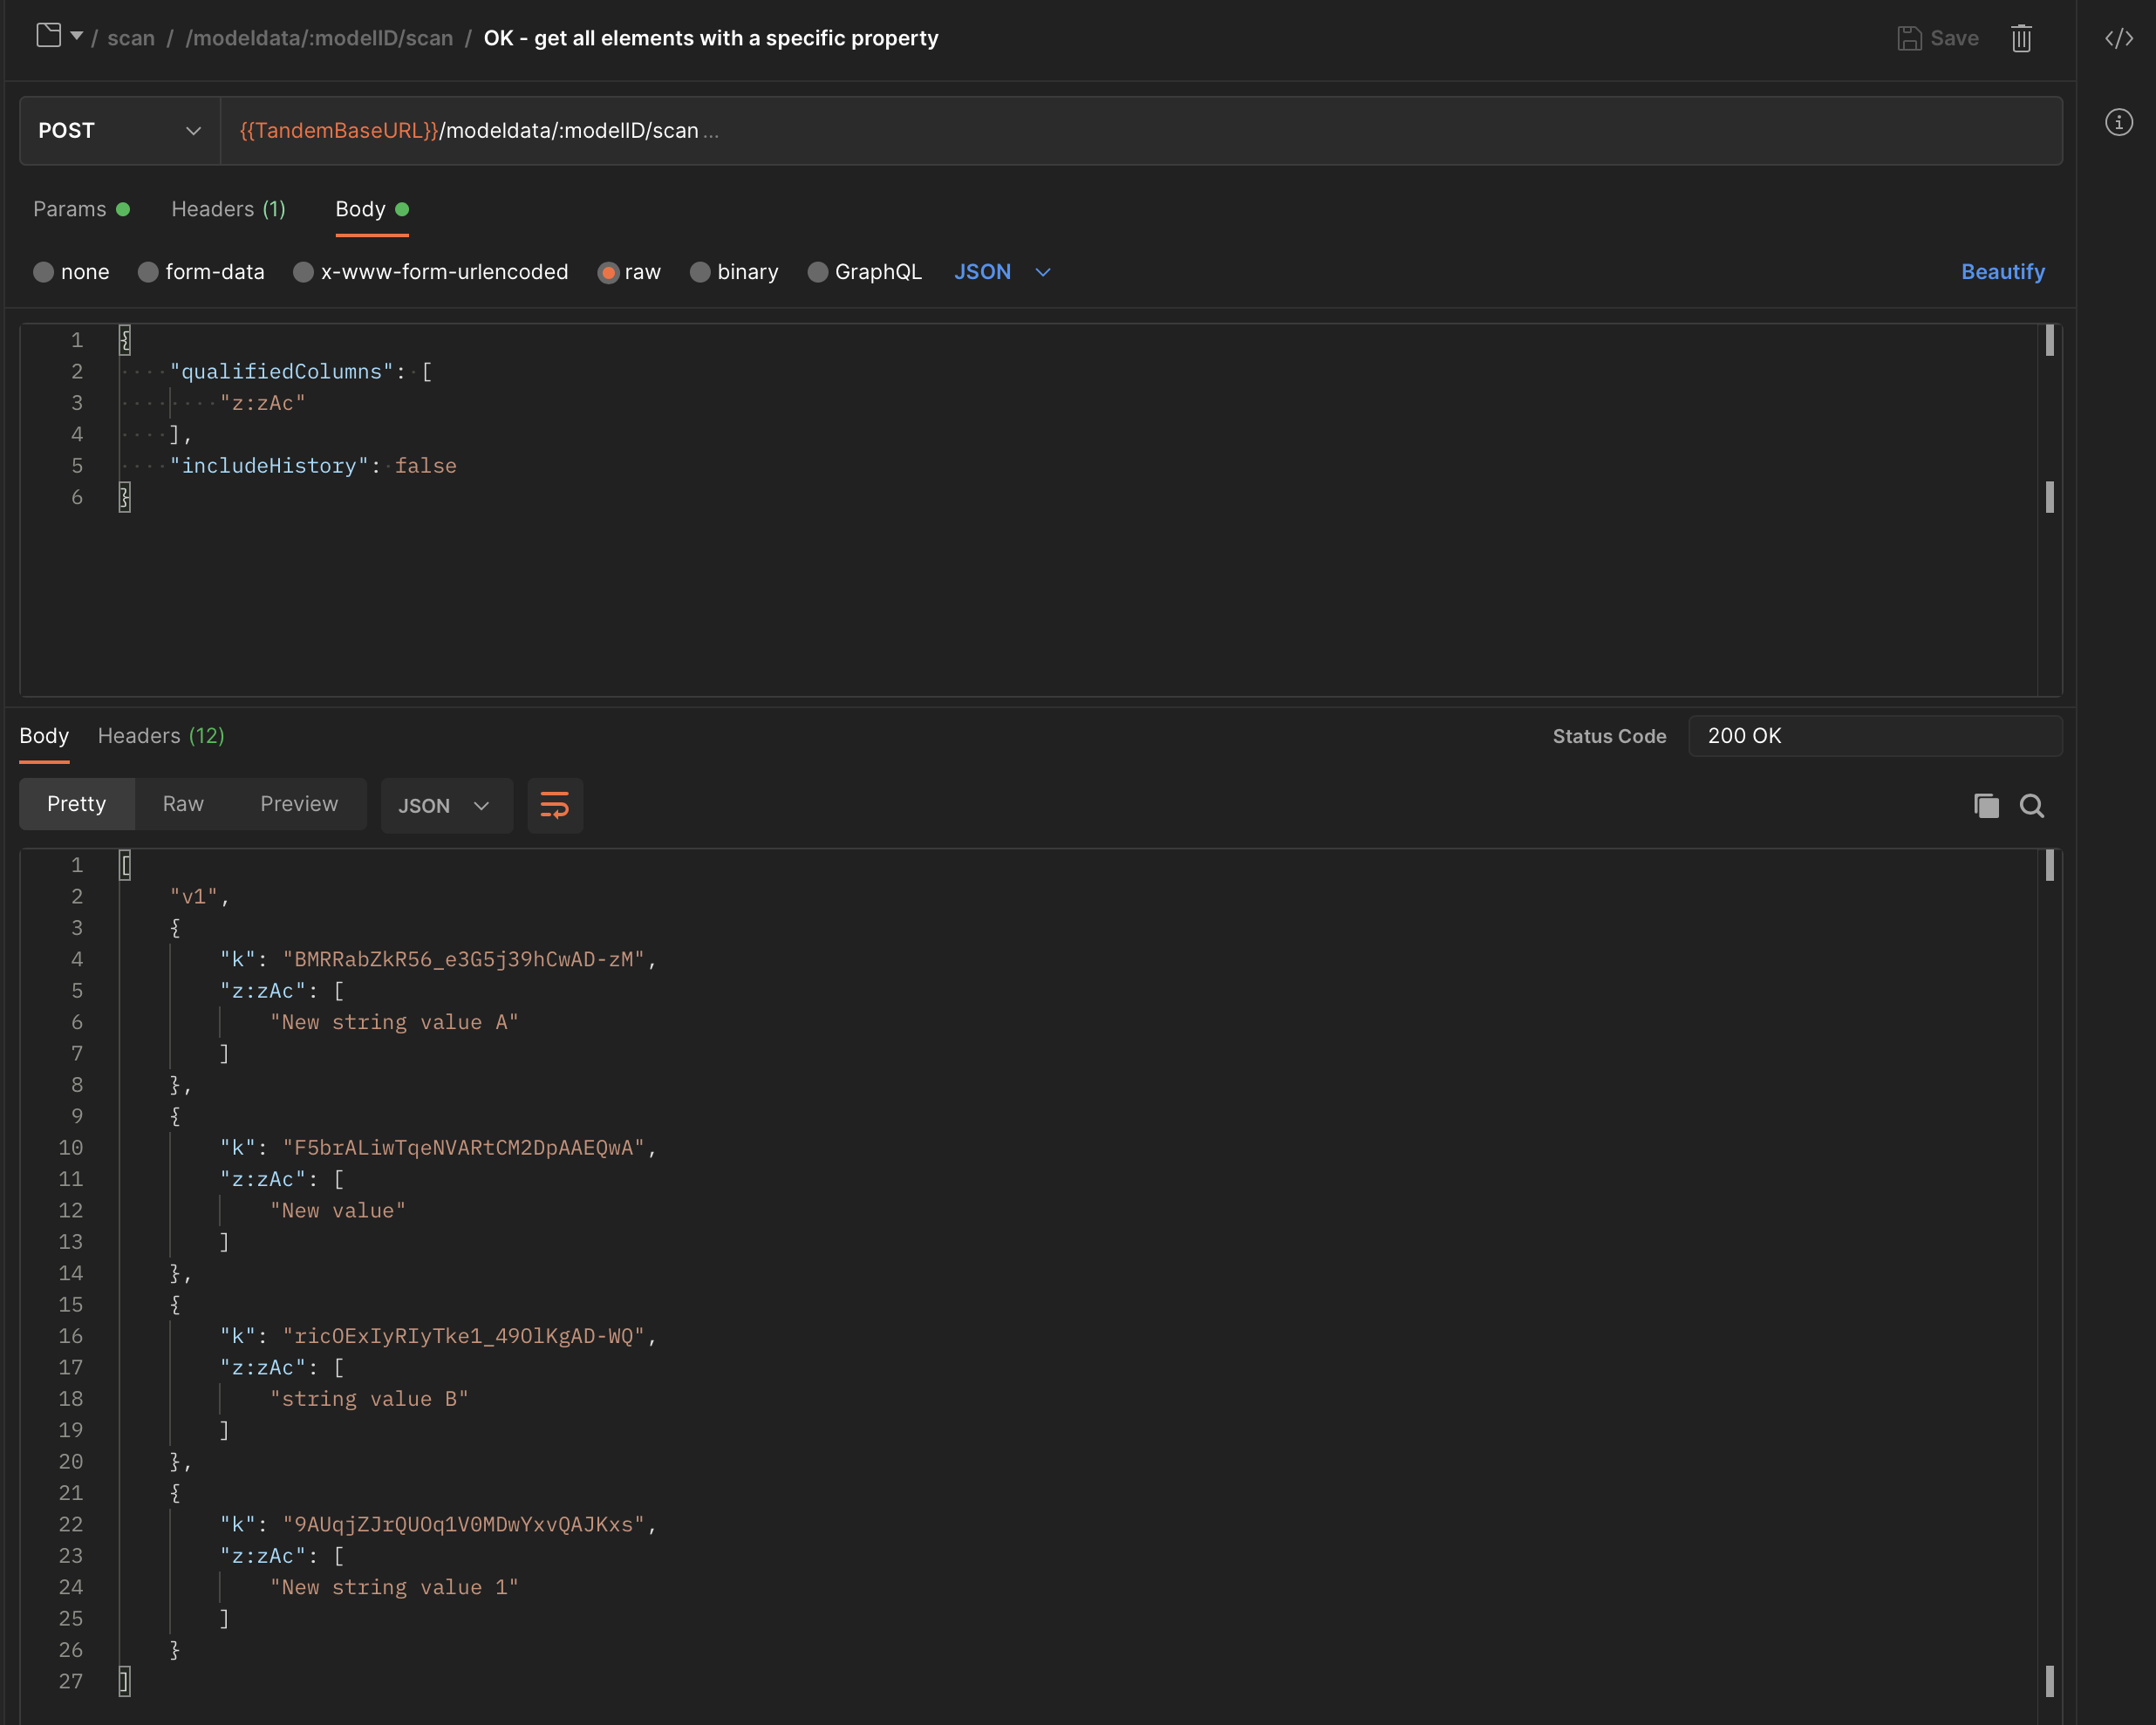 / scan / /modeldata/:modelID/scan / OK - get all elements with a specific property Save
POST {{TandemBaseURL}}/modeldata/:modelID/scan ...
Params Headers (1) Body
none form-data x-www-form-urlencoded raw binary GraphQL JSON Beautify
1 {
2 "qualifiedColumns": [
3 "z:zAc"
4 ],
5 "includeHistory": false
6 }
Body Headers (12) Status Code 200 OK
Pretty Raw Preview JSON
1 [
2 "v1",
3 {
4 "k": "BMRRabZkR56_e3G5j39hCwAD-zM",
5 "z:zAc": [
6 "New string value A"
7 ]
8 },
9 {
10 "k": "F5brALiwTqeNVARtCM2DpAAEQwA",
11 "z:zAc": [
12 "New value"
13 ]
14 },
15 {
16 "k": "ricOExIyRIyTke1_49OlKgAD-WQ",
17 "z:zAc": [
18 "string value B"
19 ]
20 },
21 {
22 "k": "9AUqjZJrQUOq1V0MDwYxvQAJKxs",
23 "z:zAc": [
24 "New string value 1"
25 ]
26 }
27 ]